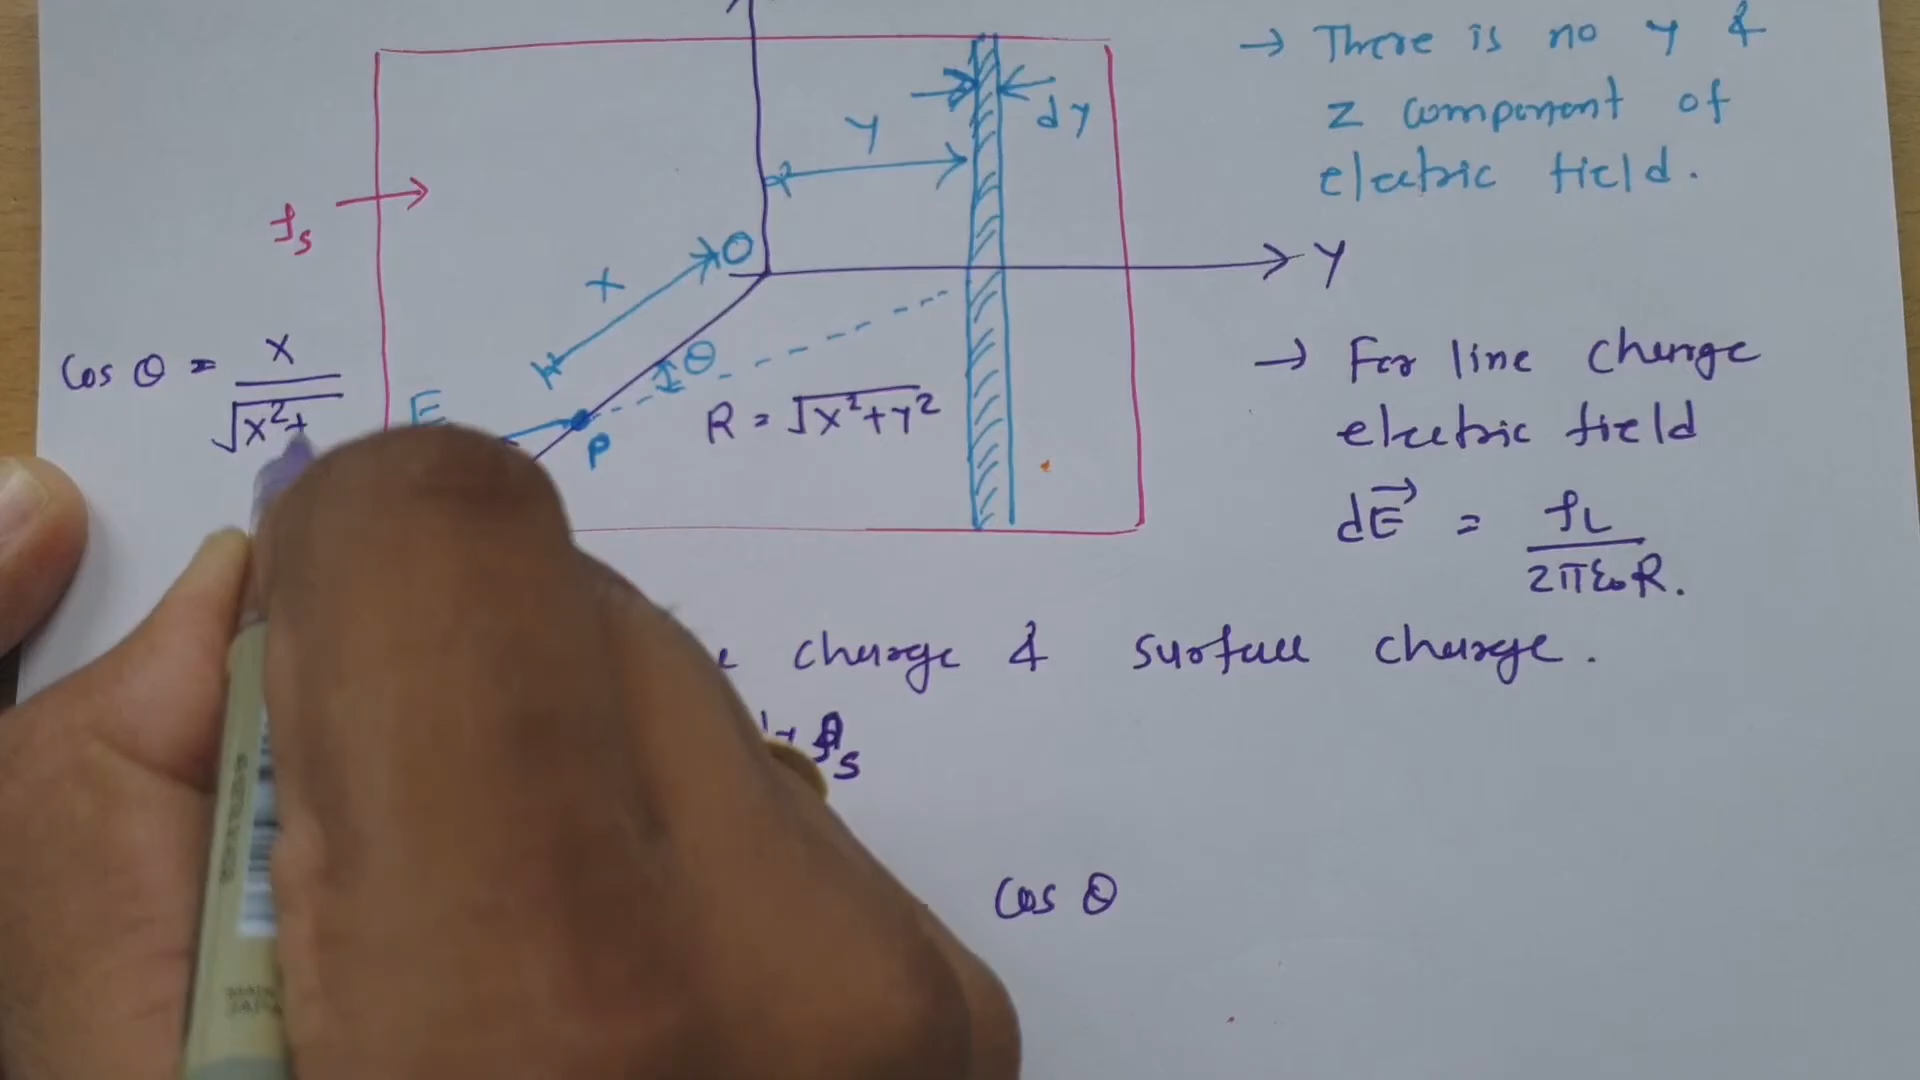 → There is no y &
z component of
electric field.
dy
y
ρs
O
x
Y
cos θ = x / √x²+
θ
E
P
R = √x²+y²
→ For line charge
electric field
dE⃗ = ρL / 2πε₀R.
charge & surface charge.
ρs
cos θ